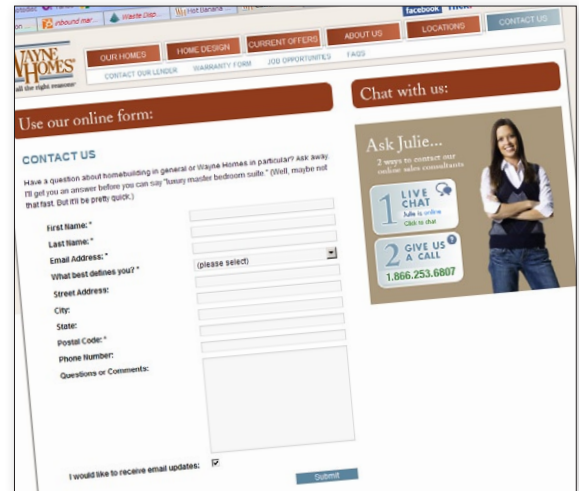 inbound mar...
Waste Disp...
Hot Banana
facebook
WAYNE
HOMES
all the right reasons
OUR HOMES
HOME DESIGN
CURRENT OFFERS
ABOUT US
LOCATIONS
CONTACT US
CONTACT OUR LENDER
WARRANTY FORM
JOB OPPORTUNITIES
FAQS
Use our online form:
Chat with us:
CONTACT US
Have a question about homebuilding in general or Wayne Homes in particular? Ask away.
I'll get you an answer before you can say "luxury master bedroom suite." (Well, maybe not
that fast. But it'll be pretty quick.)
First Name: *
Last Name: *
Email Address: *
What best defines you? *
(please select)
Street Address:
City:
State:
Postal Code: *
Phone Number:
Questions or Comments:
I would like to receive email updates:
Submit
Ask Julie...
2 ways to contact our
online sales consultants
1 LIVE
CHAT
Julie is online
Click to chat
2 GIVE US
A CALL
1.866.253.6807